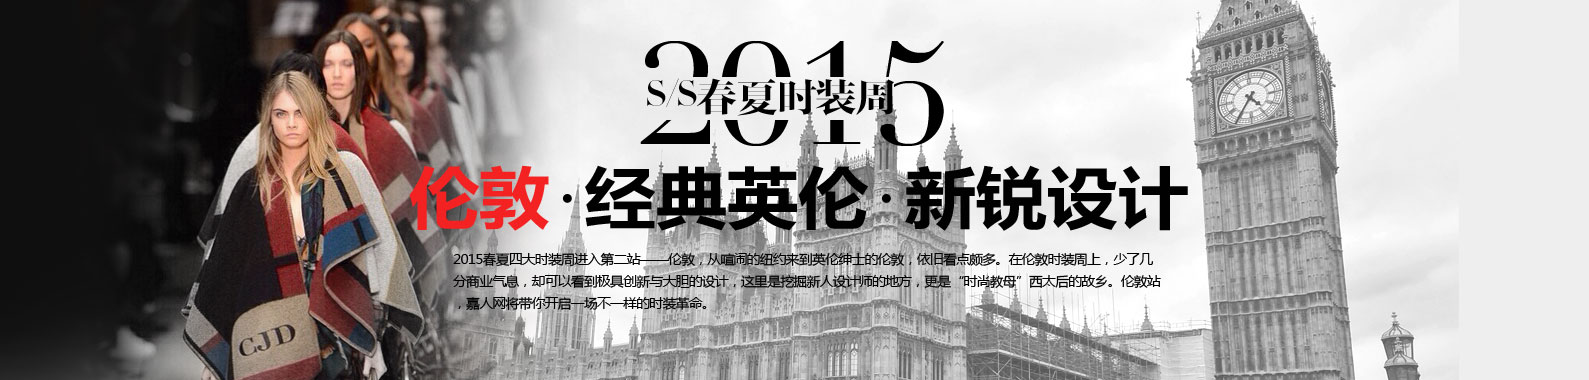 2015
S/S春夏时装周
伦敦·经典英伦·新锐设计
2015春夏四大时装周进入第二站——伦敦，从喧闹的纽约来到英伦绅士的伦敦，依旧看点颇多。在伦敦时装周上，少了几
分商业气息，却可以看到极具创新与大胆的设计，这里是挖掘新人设计师的地方，更是“时尚教母”西太后的故乡。伦敦站
，嘉人网将带你开启一场不一样的时装革命。
CJD